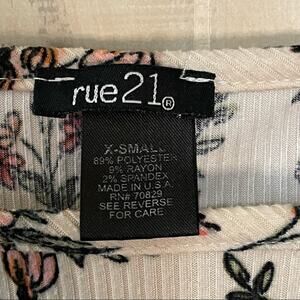 rue21®
X-SMALL
89% POLYESTER
9% RAYON
2% SPANDEX
MADE IN U.S.A.
RN# 70829
SEE REVERSE
FOR CARE